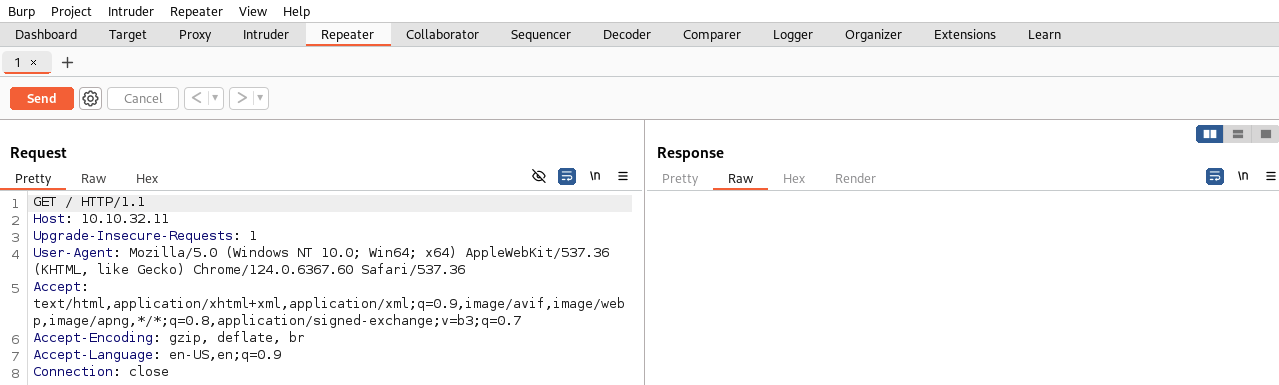 Burp Project Intruder Repeater View Help
Dashboard Target Proxy Intruder Repeater Collaborator Sequencer Decoder Comparer Logger Organizer Extensions Learn
1 × +
Send Cancel < >
Request
Pretty Raw Hex \n
1 GET / HTTP/1.1
2 Host: 10.10.32.11
3 Upgrade-Insecure-Requests: 1
4 User-Agent: Mozilla/5.0 (Windows NT 10.0; Win64; x64) AppleWebKit/537.36
(KHTML, like Gecko) Chrome/124.0.6367.60 Safari/537.36
5 Accept:
text/html,application/xhtml+xml,application/xml;q=0.9,image/avif,image/web
p,image/apng,*/*;q=0.8,application/signed-exchange;v=b3;q=0.7
6 Accept-Encoding: gzip, deflate, br
7 Accept-Language: en-US,en;q=0.9
8 Connection: close
Response
Pretty Raw Hex Render \n